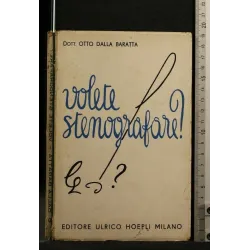 DOTT. OTTO DALLA BARATTA
volete
stenografare?
?
EDITORE ULRICO HOEPLI MILANO